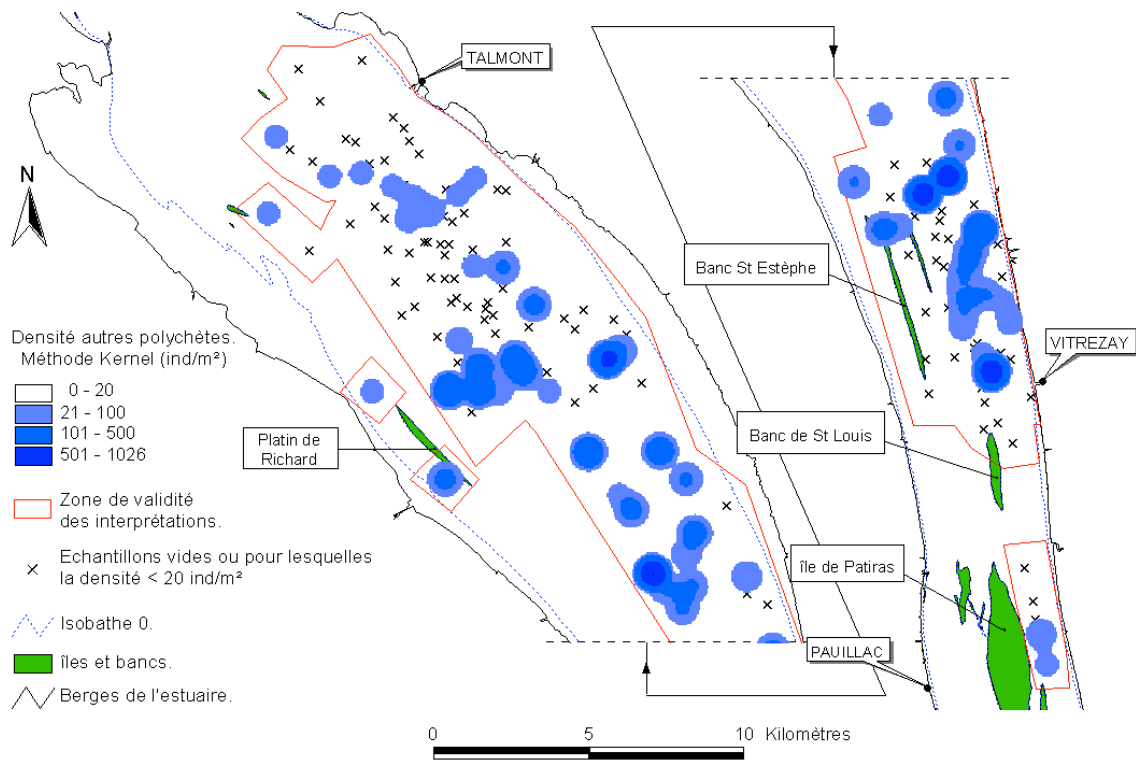 TALMONT
N
Banc St Estèphe
Densité autres polychètes.
Méthode Kernel (ind/m²)
0 - 20
21 - 100
101 - 500
501 - 1026
VITREZAY
Platin de
Richard
Banc de St Louis
Zone de validité
des interprétations.
Echantillons vides ou pour lesquelles
la densité < 20 ind/m²
île de Patiras
Isobathe 0.
îles et bancs.
PAUILLAC
Berges de l'estuaire.
0 5 10 Kilomètres